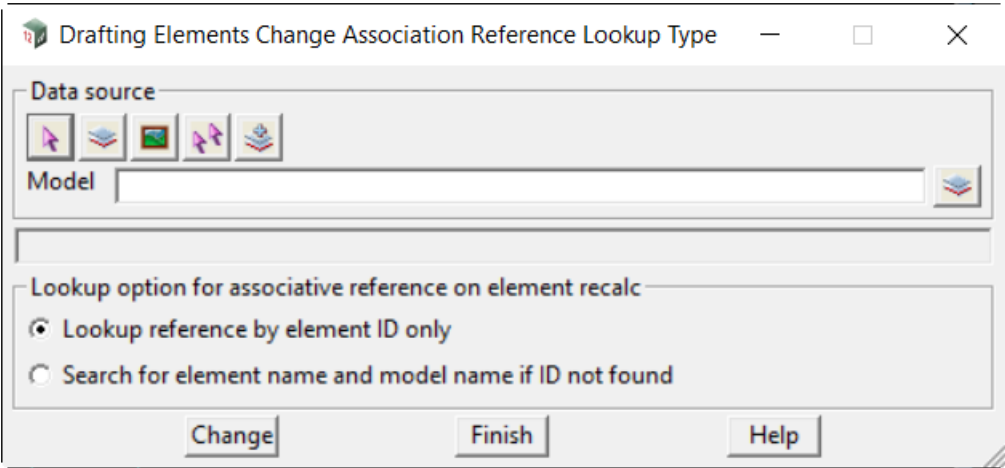 Drafting Elements Change Association Reference Lookup Type
Data source
Model
Lookup option for associative reference on element recalc
Lookup reference by element ID only
Search for element name and model name if ID not found
Change Finish Help